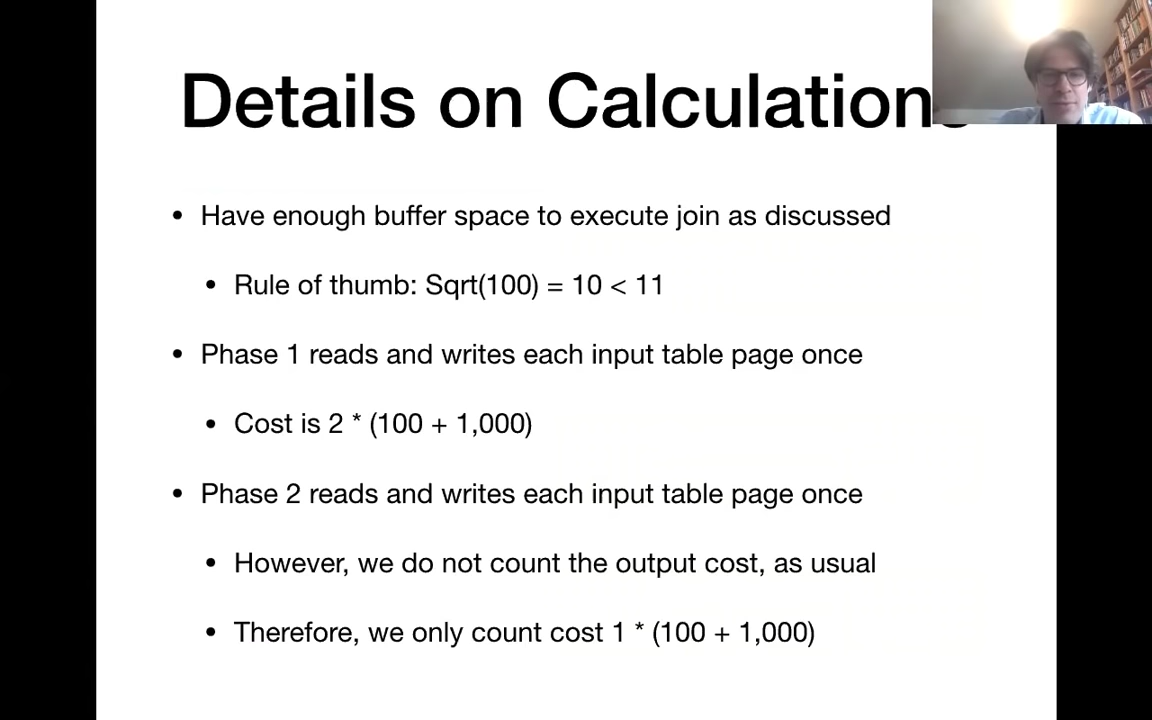 Details on Calculations
• Have enough buffer space to execute join as discussed
• Rule of thumb: Sqrt(100) = 10 < 11
• Phase 1 reads and writes each input table page once
• Cost is 2 * (100 + 1,000)
• Phase 2 reads and writes each input table page once
• However, we do not count the output cost, as usual
• Therefore, we only count cost 1 * (100 + 1,000)